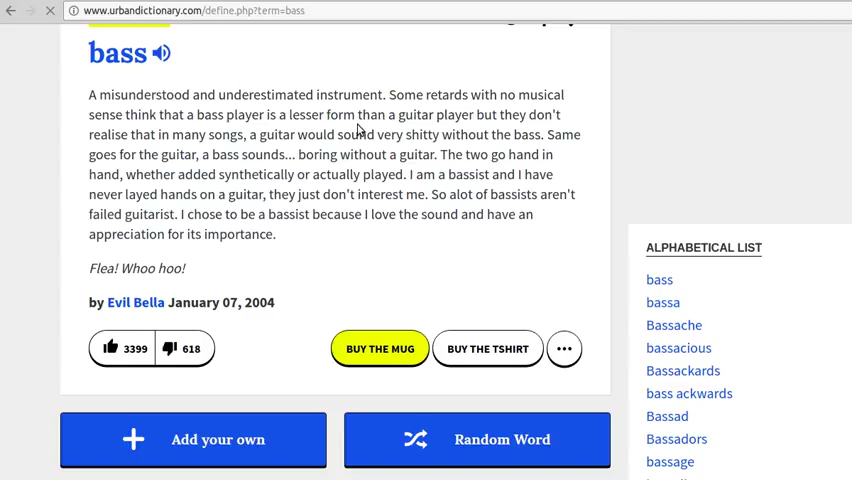 www.urbandictionary.com/define.php?term=bass
bass
A misunderstood and underestimated instrument. Some retards with no musical
sense think that a bass player is a lesser form than a guitar player but they don't
realise that in many songs, a guitar would sound very shitty without the bass. Same
goes for the guitar, a bass sounds... boring without a guitar. The two go hand in
hand, whether added synthetically or actually played. I am a bassist and I have
never layed hands on a guitar, they just don't interest me. So alot of bassists aren't
failed guitarist. I chose to be a bassist because I love the sound and have an
appreciation for its importance.
Flea! Whoo hoo!
by Evil Bella January 07, 2004
3399 618 BUY THE MUG BUY THE TSHIRT
Add your own Random Word
ALPHABETICAL LIST
bass
bassa
Bassache
bassacious
Bassackards
bass ackwards
Bassad
Bassadors
bassage